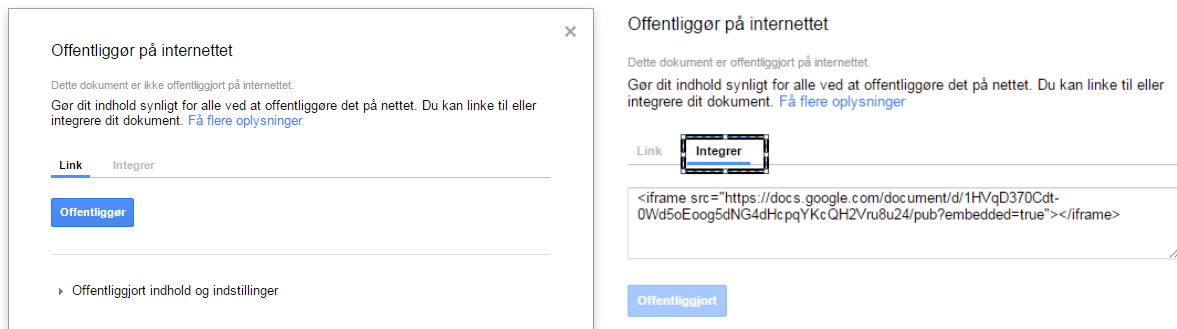 Offentliggør på internettet
Dette dokument er ikke offentliggjort på internettet.
Gør dit indhold synligt for alle ved at offentliggøre det på nettet. Du kan linke til eller
integrere dit dokument. Få flere oplysninger
Link Integrer
Offentliggør
Offentliggjort indhold og indstillinger
Offentliggør på internettet
Dette dokument er offentliggjort på internettet.
Gør dit indhold synligt for alle ved at offentliggøre det på nettet. Du kan linke til eller
integrere dit dokument. Få flere oplysninger
Link Integrer
<iframe src="https://docs.google.com/document/d/1HVqD370Cdt-
0Wd5oEoog5dNG4dHcpqYKcQH2Vru8u24/pub?embedded=true"></iframe>
Offentliggjort